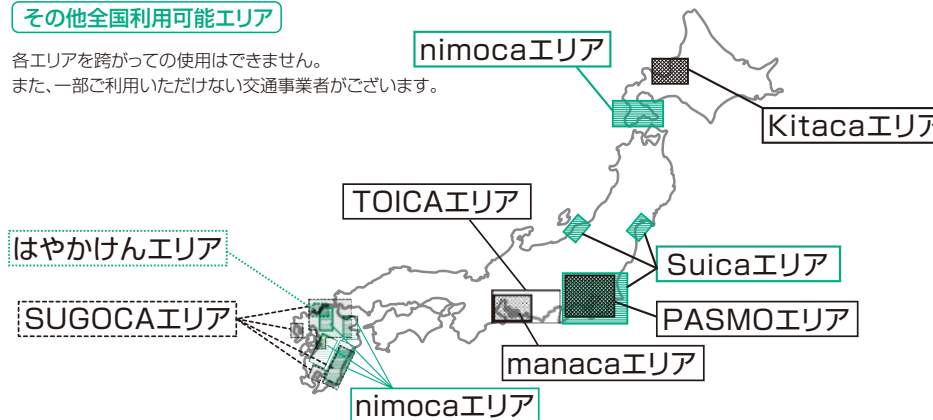 その他全国利用可能エリア
各エリアを跨がっての使用はできません。
また、一部ご利用いただけない交通事業者がございます。
nimocaエリア
Kitacaエリア
TOICAエリア
はやかけんエリア
Suicaエリア
SUGOCAエリア
PASMOエリア
manacaエリア
nimocaエリア